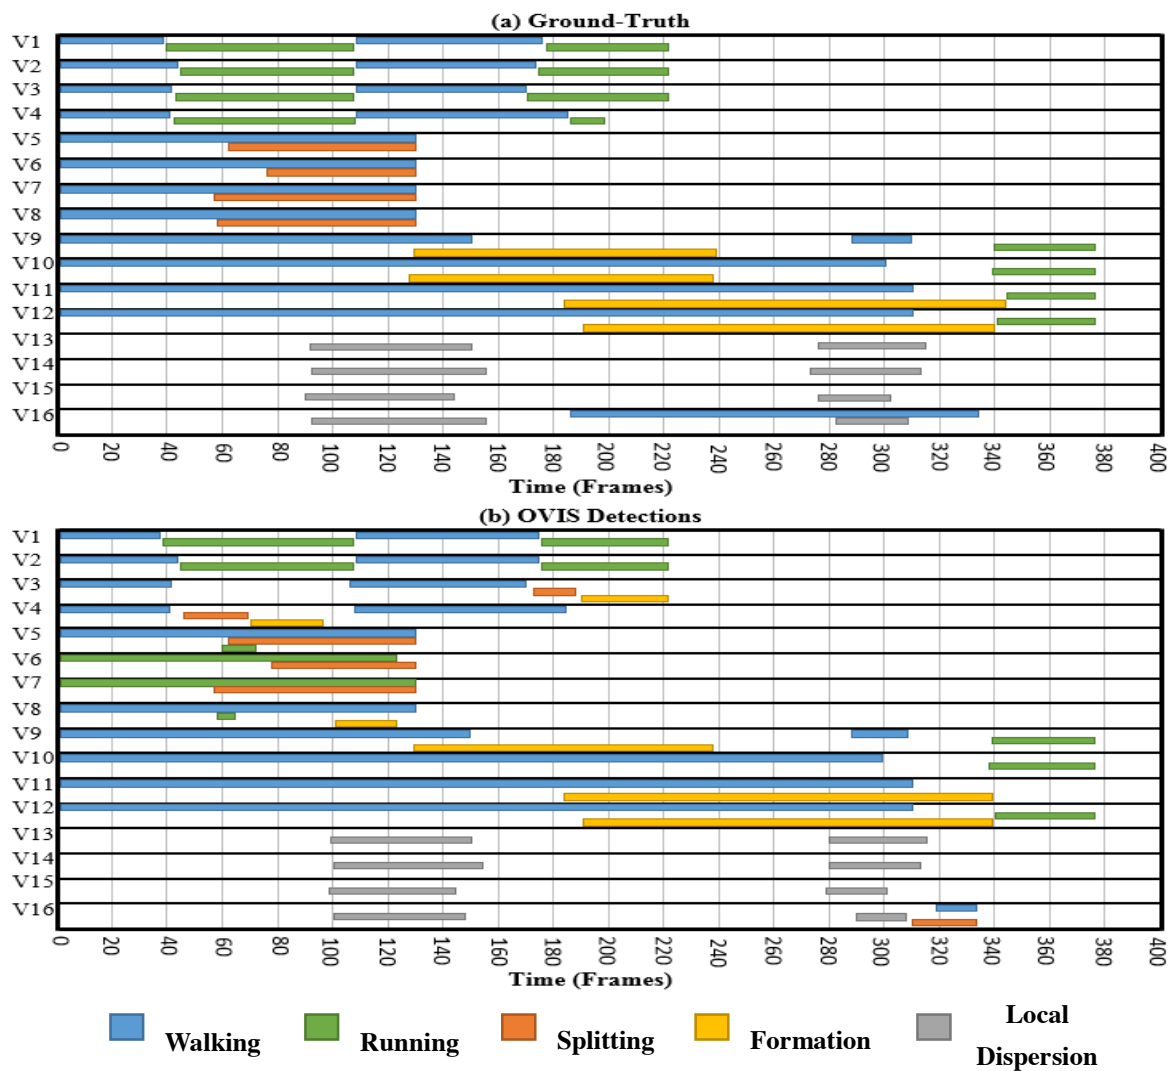 (a) Ground-Truth
V1
V2
V3
V4
V5
V6
V7
V8
V9
V10
V11
V12
V13
V14
V15
V16
0 20 40 60 80 100 120 140 160 180 200 220 240 260 280 300 320 340 360 380 400
Time (Frames)
(b) OVIS Detections
V1
V2
V3
V4
V5
V6
V7
V8
V9
V10
V11
V12
V13
V14
V15
V16
0 20 40 60 80 100 120 140 160 180 200 220 240 260 280 300 320 340 360 380 400
Time (Frames)
Walking Running Splitting Formation Local
Dispersion